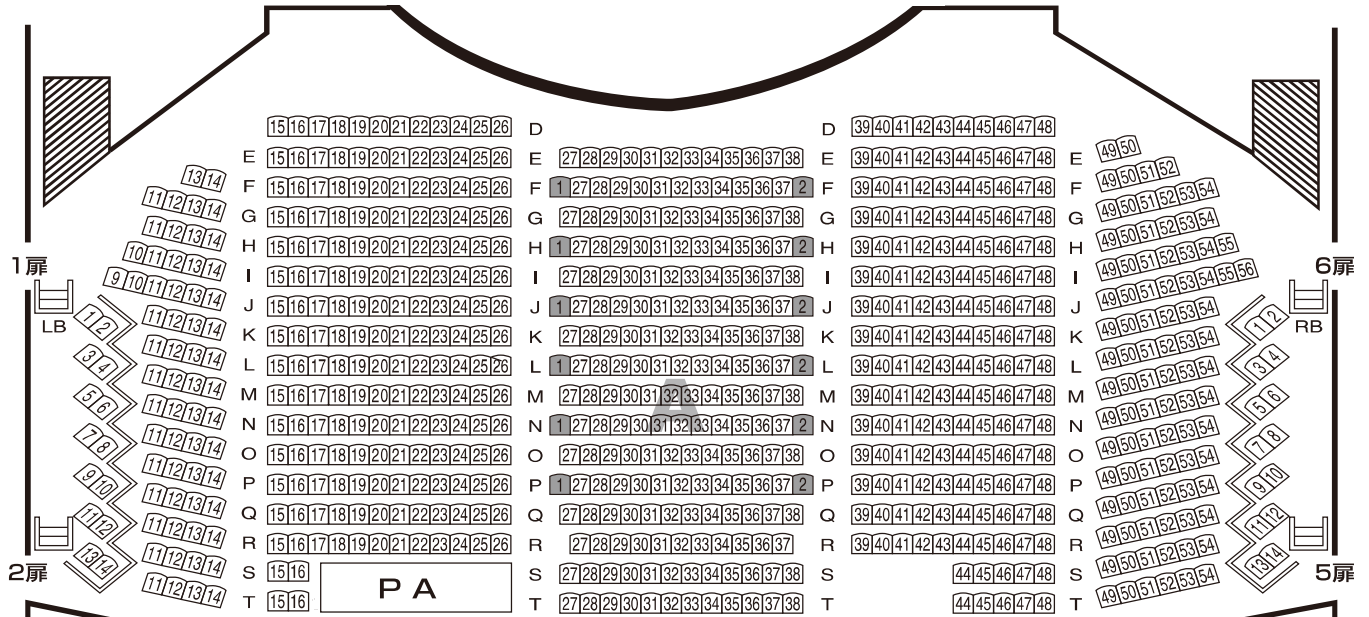 15 16 17 18 19 20 21 22 23 24 25 26 D D 39 40 41 42 43 44 45 46 47 48
E 15 16 17 18 19 20 21 22 23 24 25 26 E 27 28 29 30 31 32 33 34 35 36 37 38 E 39 40 41 42 43 44 45 46 47 48 E 49 50
13 14 F 15 16 17 18 19 20 21 22 23 24 25 26 F 1 27 28 29 30 31 32 33 34 35 36 37 2 F 39 40 41 42 43 44 45 46 47 48 F 49 50 51 52
11 12 13 14 G 15 16 17 18 19 20 21 22 23 24 25 26 G 27 28 29 30 31 32 33 34 35 36 37 38 G 39 40 41 42 43 44 45 46 47 48 G 49 50 51 52 53 54
11 12 13 14 H 15 16 17 18 19 20 21 22 23 24 25 26 H 1 27 28 29 30 31 32 33 34 35 36 37 2 H 39 40 41 42 43 44 45 46 47 48 H 49 50 51 52 53 54
10 11 12 13 14 I 15 16 17 18 19 20 21 22 23 24 25 26 I 27 28 29 30 31 32 33 34 35 36 37 38 I 39 40 41 42 43 44 45 46 47 48 I 49 50 51 52 53 54 55
9 10 11 12 13 14 J 15 16 17 18 19 20 21 22 23 24 25 26 J 1 27 28 29 30 31 32 33 34 35 36 37 2 J 39 40 41 42 43 44 45 46 47 48 J 49 50 51 52 53 54 55 56
11 12 13 14 K 15 16 17 18 19 20 21 22 23 24 25 26 K 27 28 29 30 31 32 33 34 35 36 37 38 K 39 40 41 42 43 44 45 46 47 48 K 49 50 51 52 53 54
11 12 13 14 L 15 16 17 18 19 20 21 22 23 24 25 26 L 1 27 28 29 30 31 32 33 34 35 36 37 2 L 39 40 41 42 43 44 45 46 47 48 L 49 50 51 52 53 54
11 12 13 14 M 15 16 17 18 19 20 21 22 23 24 25 26 M 27 28 29 30 31 32 33 34 35 36 37 38 M 39 40 41 42 43 44 45 46 47 48 M 49 50 51 52 53 54
A
11 12 13 14 N 15 16 17 18 19 20 21 22 23 24 25 26 N 1 27 28 29 30 31 32 33 34 35 36 37 2 N 39 40 41 42 43 44 45 46 47 48 N 49 50 51 52 53 54
11 12 13 14 O 15 16 17 18 19 20 21 22 23 24 25 26 O 27 28 29 30 31 32 33 34 35 36 37 38 O 39 40 41 42 43 44 45 46 47 48 O 49 50 51 52 53 54
11 12 13 14 P 15 16 17 18 19 20 21 22 23 24 25 26 P 1 27 28 29 30 31 32 33 34 35 36 37 2 P 39 40 41 42 43 44 45 46 47 48 P 49 50 51 52 53 54
11 12 13 14 Q 15 16 17 18 19 20 21 22 23 24 25 26 Q 27 28 29 30 31 32 33 34 35 36 37 38 Q 39 40 41 42 43 44 45 46 47 48 Q 49 50 51 52 53 54
11 12 13 14 R 15 16 17 18 19 20 21 22 23 24 25 26 R 27 28 29 30 31 32 33 34 35 36 37 R 39 40 41 42 43 44 45 46 47 48 R 49 50 51 52 53 54
11 12 13 14 S 15 16 S 27 28 29 30 31 32 33 34 35 36 37 38 S 44 45 46 47 48 S 49 50 51 52 53 54
PA
11 12 13 14 T 15 16 T 27 28 29 30 31 32 33 34 35 36 37 38 T 44 45 46 47 48 T 49 50 51 52 53 54
1扉
LB
1 2
3 4
5 6
7 8
9 10
11 12
13 14
2扉
6扉
RB
1 2
3 4
5 6
7 8
9 10
11 12
13 14
5扉